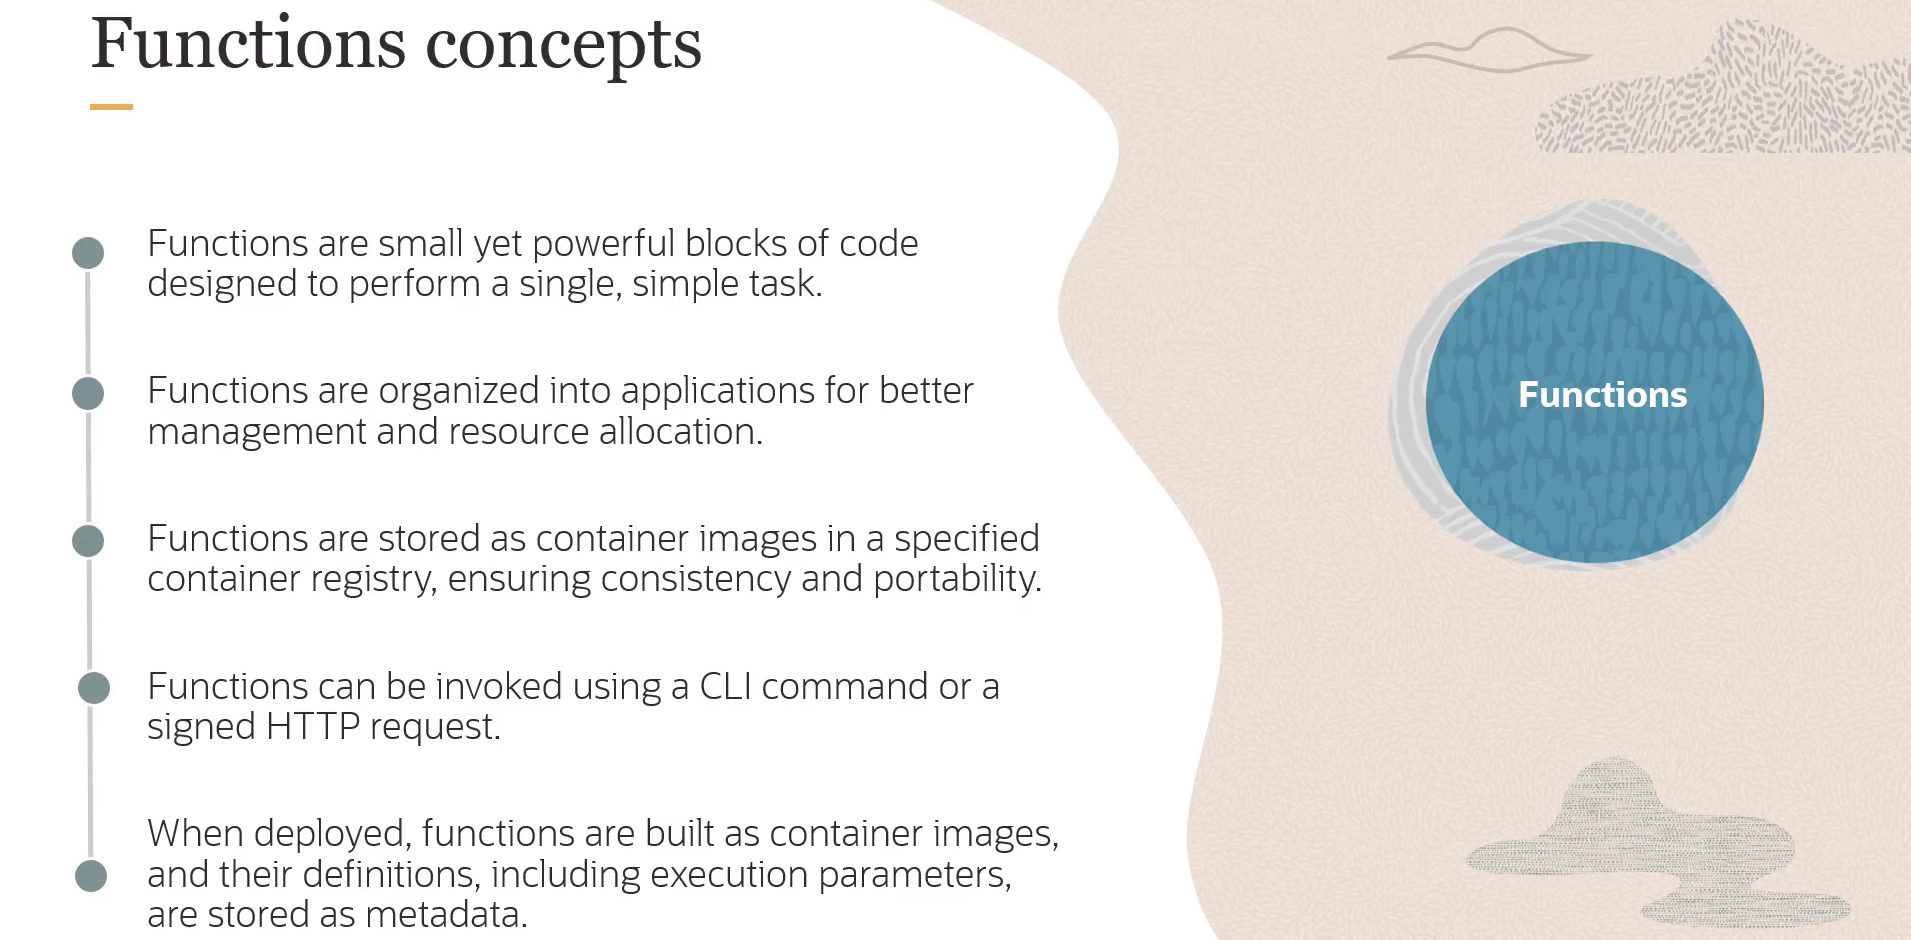 Functions concepts
Functions are small yet powerful blocks of code
designed to perform a single, simple task.
Functions are organized into applications for better
management and resource allocation.
Functions are stored as container images in a specified
container registry, ensuring consistency and portability.
Functions can be invoked using a CLI command or a
signed HTTP request.
When deployed, functions are built as container images,
and their definitions, including execution parameters,
are stored as metadata.
Functions